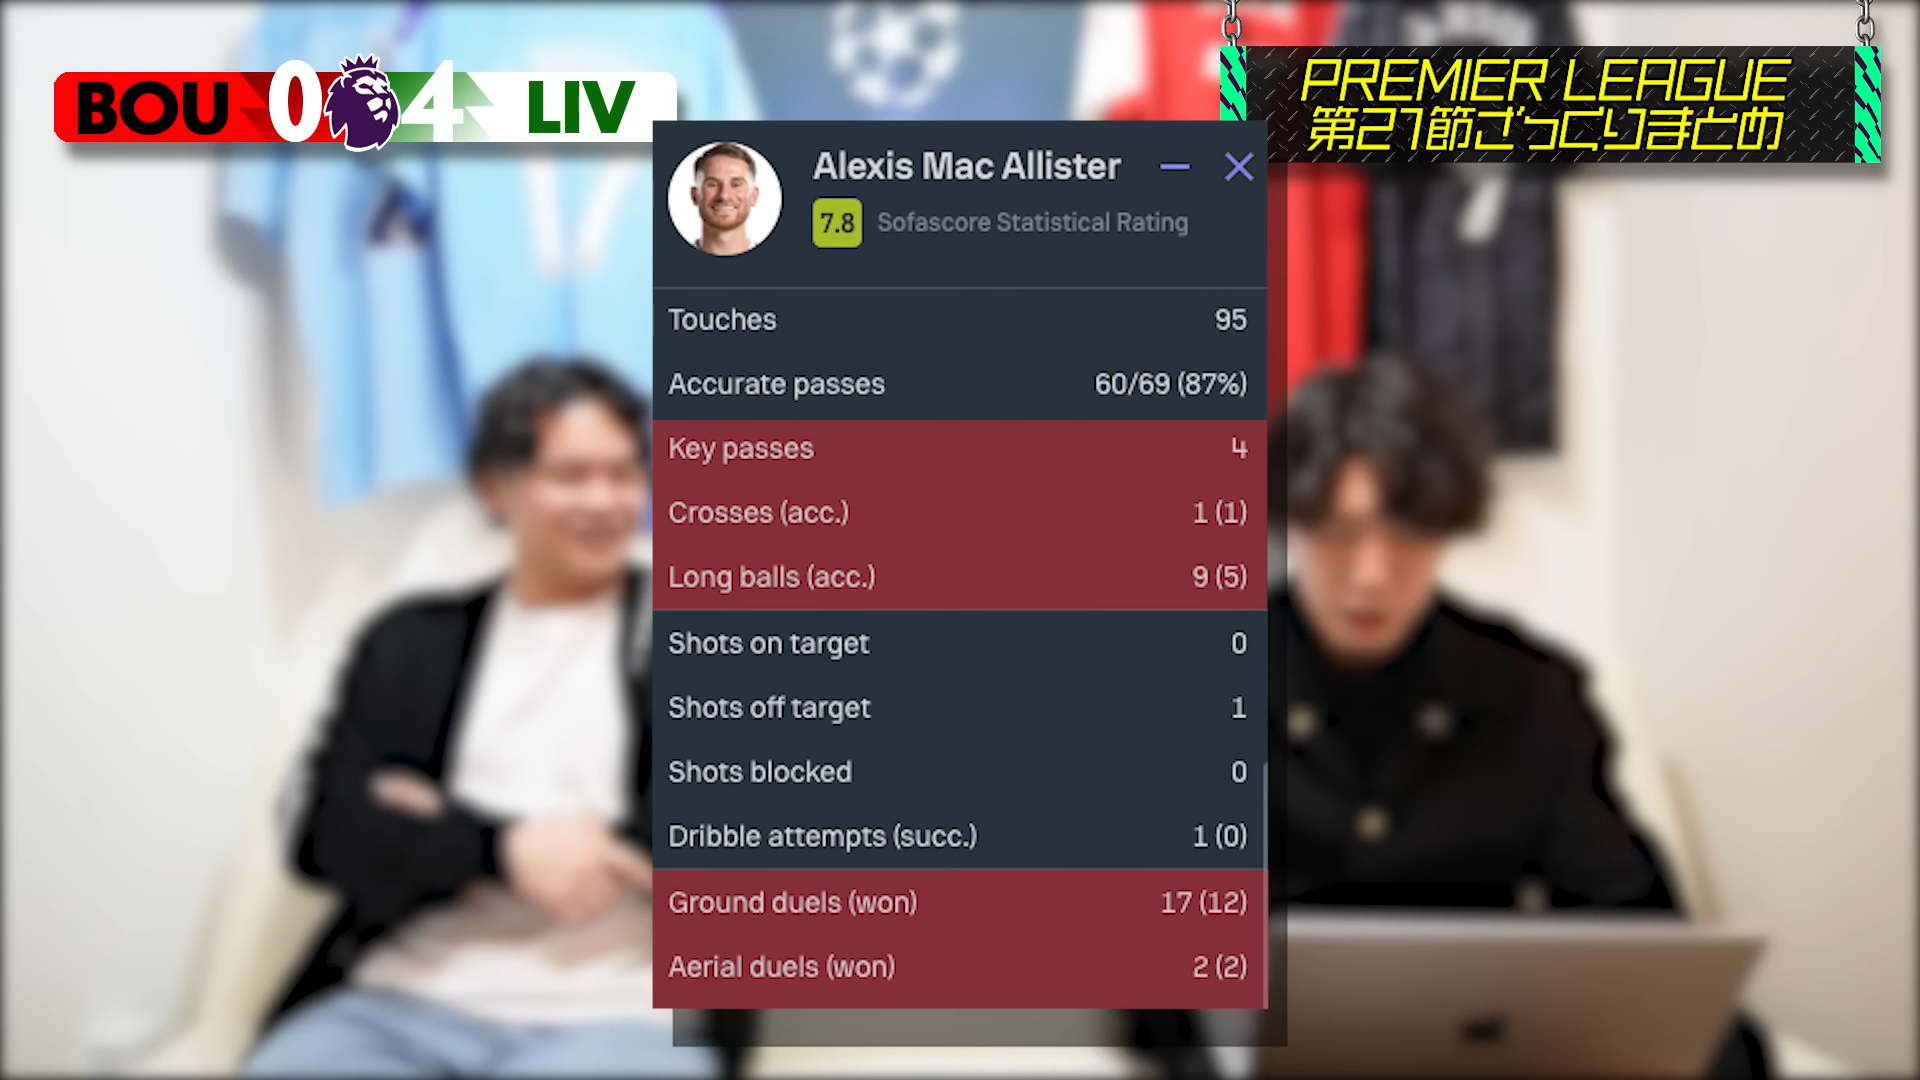 BOU 0 4 LIV
PREMIER LEAGUE
第21節ざっくりまとめ
Alexis Mac Allister
7.8 Sofascore Statistical Rating
Touches 95
Accurate passes 60/69 (87%)
Key passes 4
Crosses (acc.) 1 (1)
Long balls (acc.) 9 (5)
Shots on target 0
Shots off target 1
Shots blocked 0
Dribble attempts (succ.) 1 (0)
Ground duels (won) 17 (12)
Aerial duels (won) 2 (2)